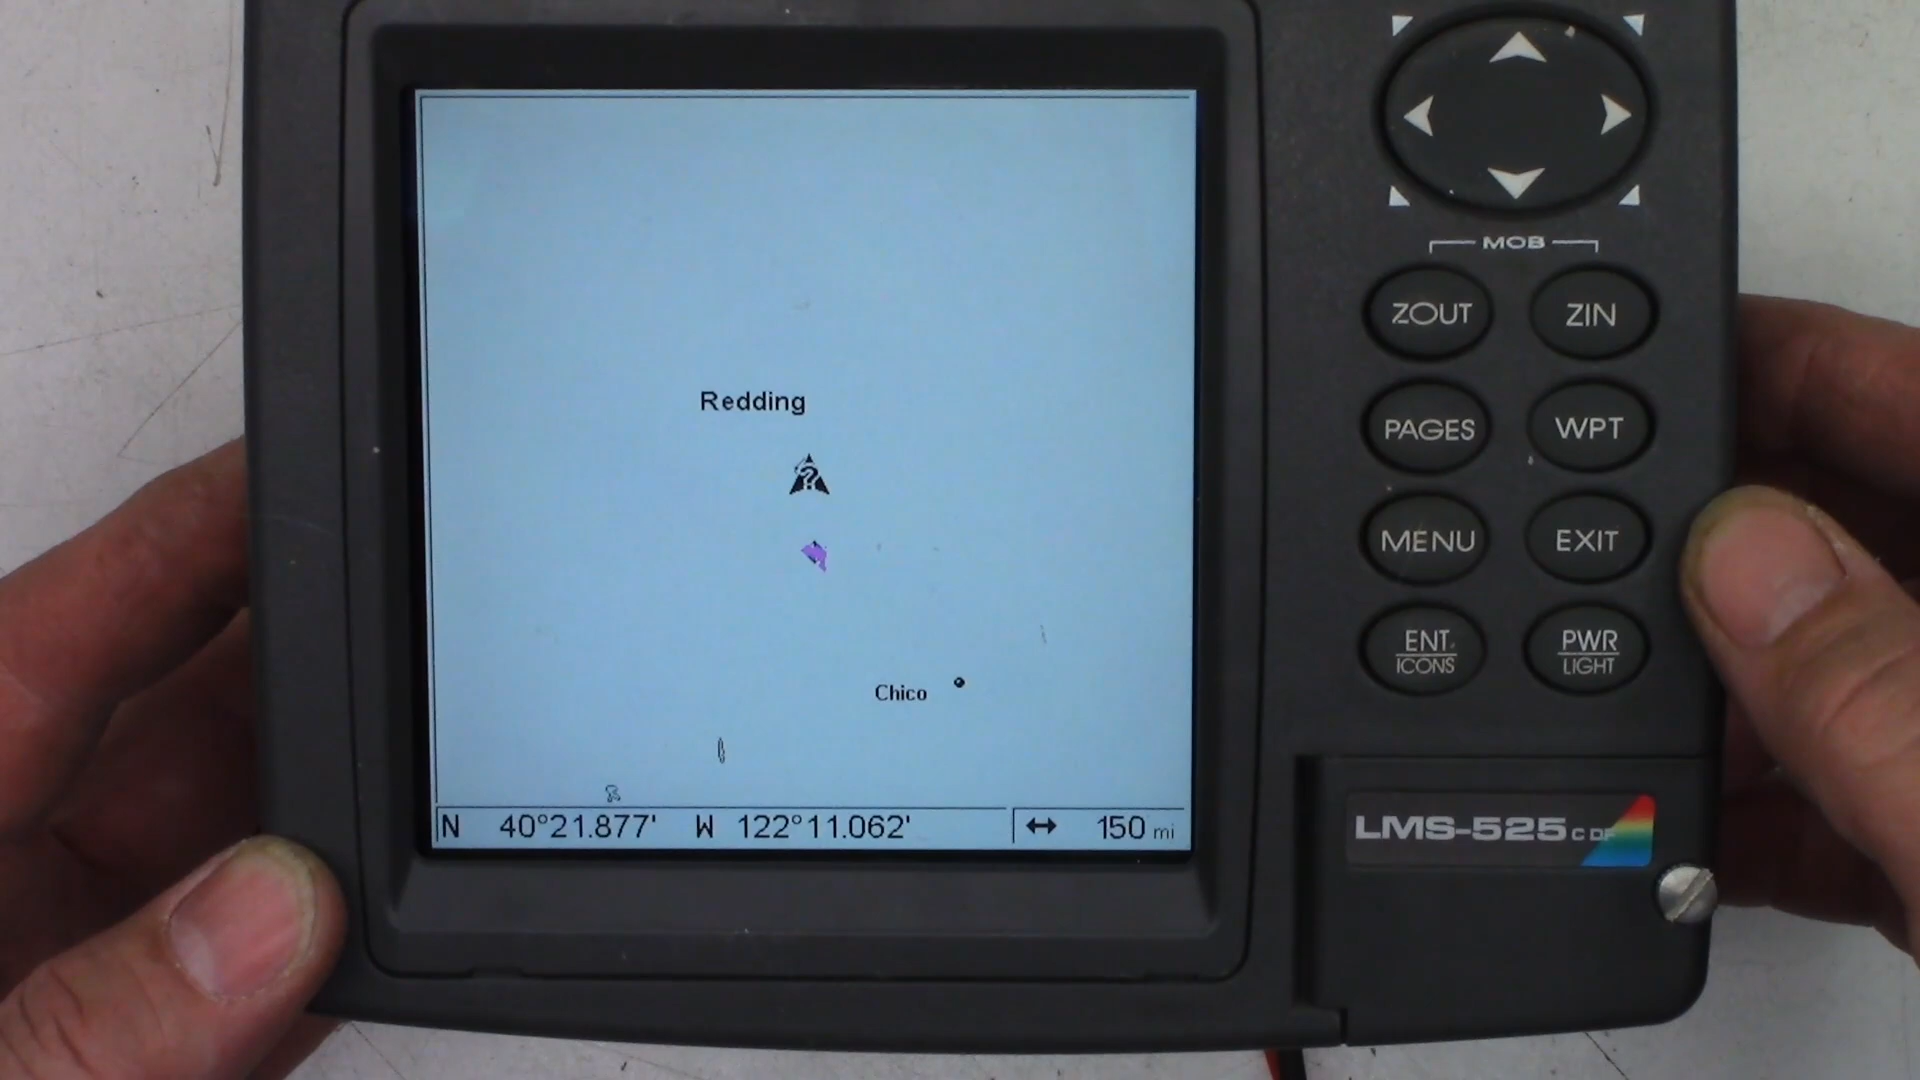 MOB
ZOUT ZIN
Redding
PAGES WPT
MENU EXIT
ENT
ICONS
PWR
LIGHT
Chico
N 40°21.877' W 122°11.062' ↔ 150 mi
LMS-525 C DF